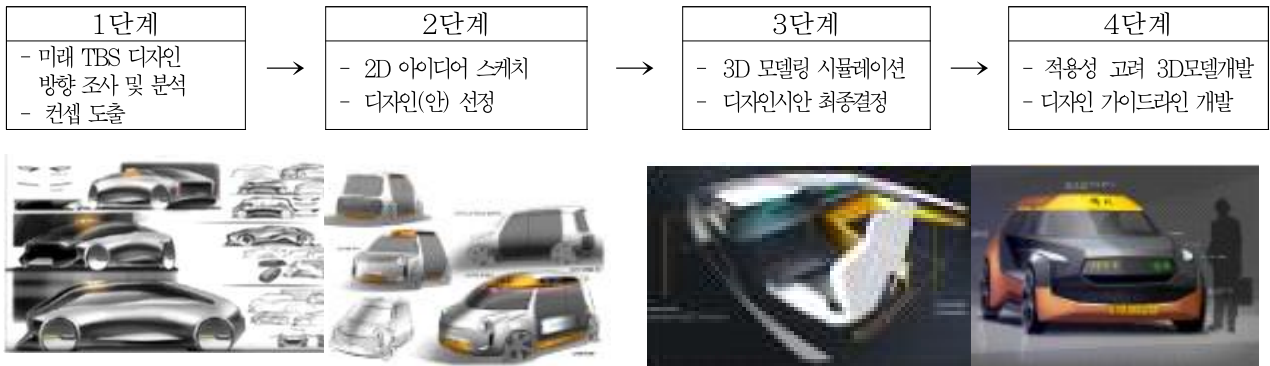 1단계
- 미래 TBS 디자인
방향 조사 및 분석
- 컨셉 도출
2단계
- 2D 아이디어 스케치
- 디자인(안) 선정
3단계
- 3D 모델링 시뮬레이션
- 디자인시안 최종결정
4단계
- 적용성 고려 3D모델개발
- 디자인 가이드라인 개발